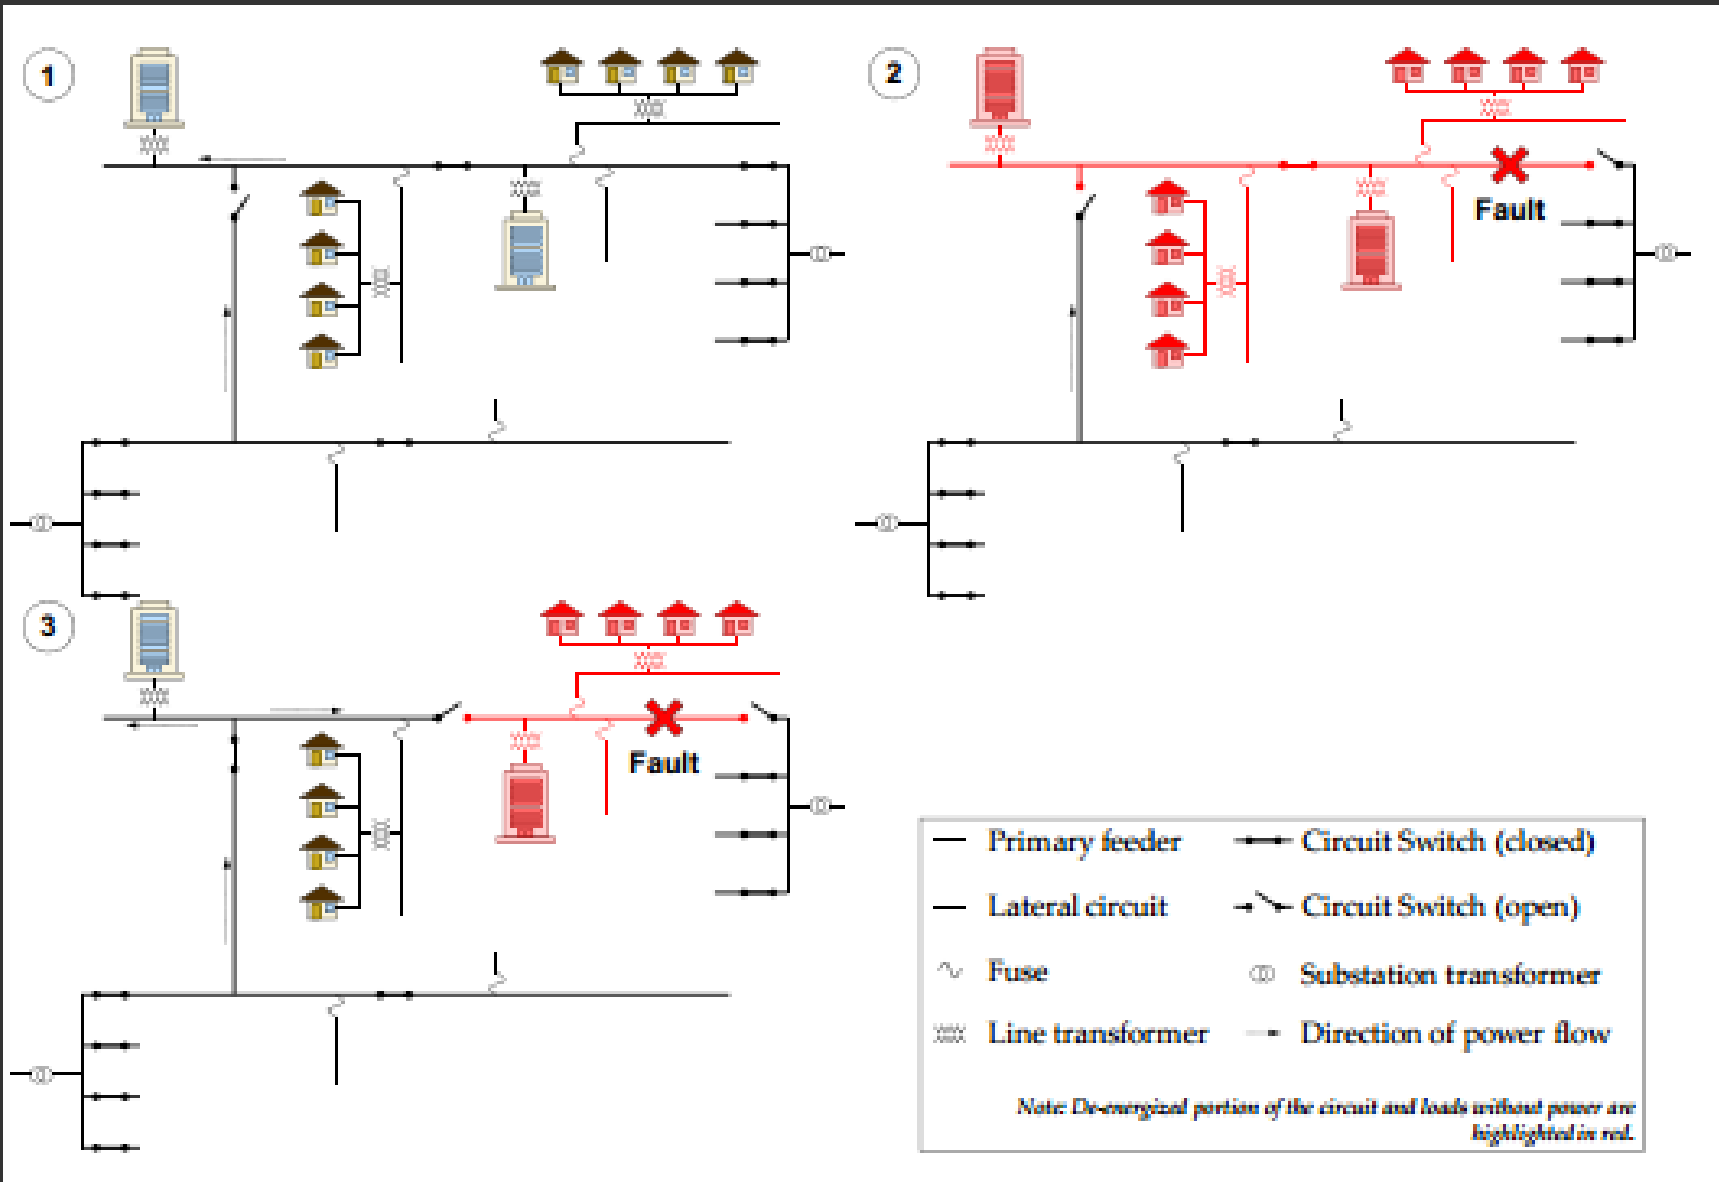 1
2
Fault
3
Fault
Primary feeder
Circuit Switch (closed)
Lateral circuit
Circuit Switch (open)
Fuse
Substation transformer
Line transformer
Direction of power flow
Note: De-energized portion of the circuit and loads without power are
highlighted in red.